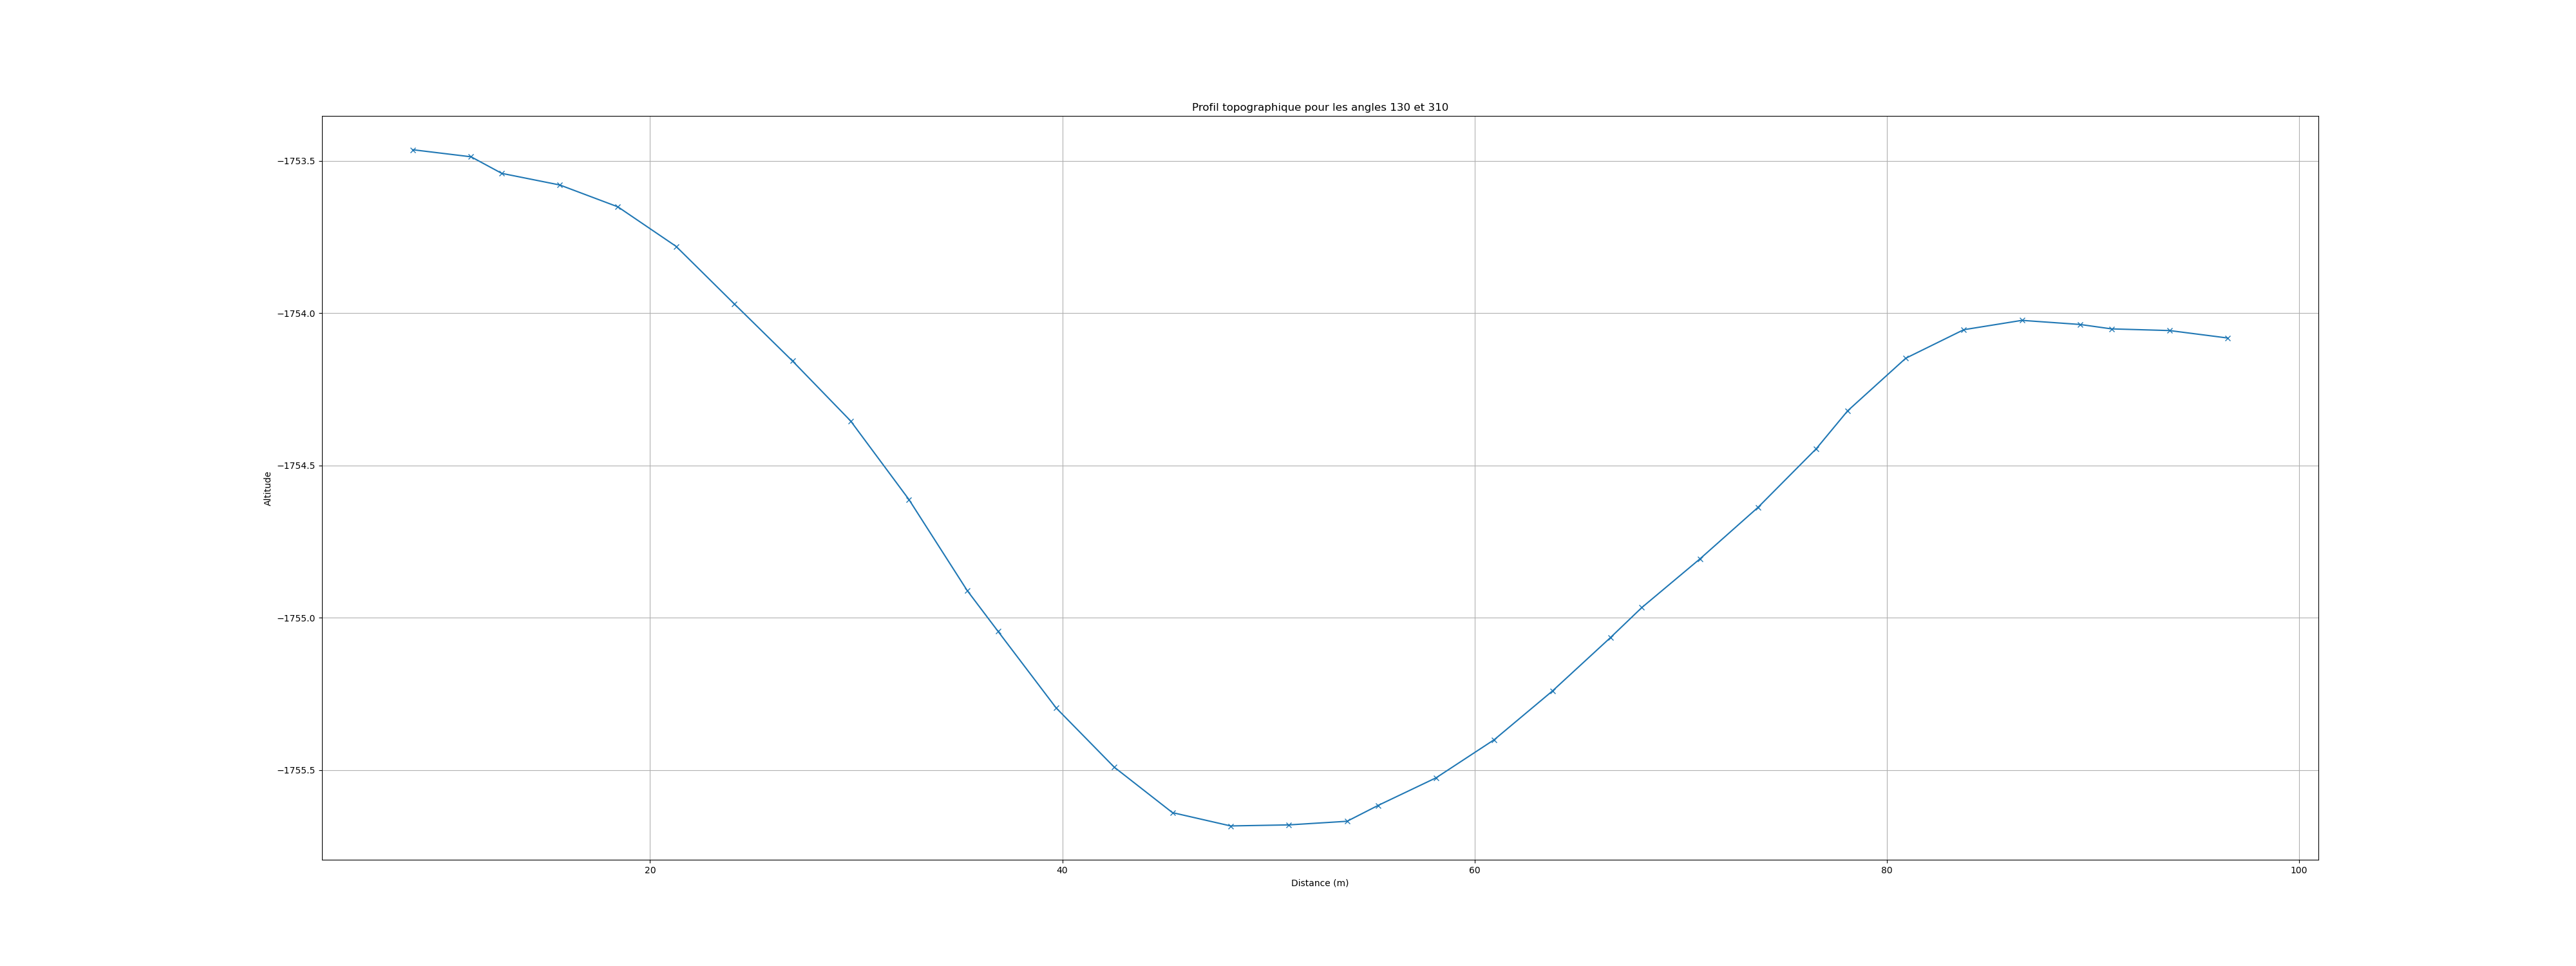 Profil topographique pour les angles 130 et 310
−1753.5
−1754.0
−1754.5
−1755.0
−1755.5
Altitude
20 40 60 80 100
Distance (m)